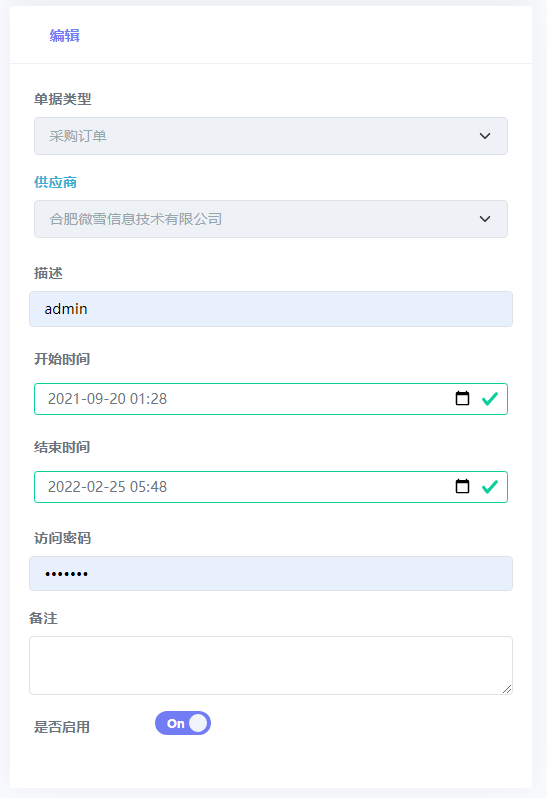 编辑
单据类型
采购订单
供应商
合肥微雪信息技术有限公司
描述
admin
开始时间
2021-09-20 01:28
结束时间
2022-02-25 05:48
访问密码
•••••••
备注
是否启用 On